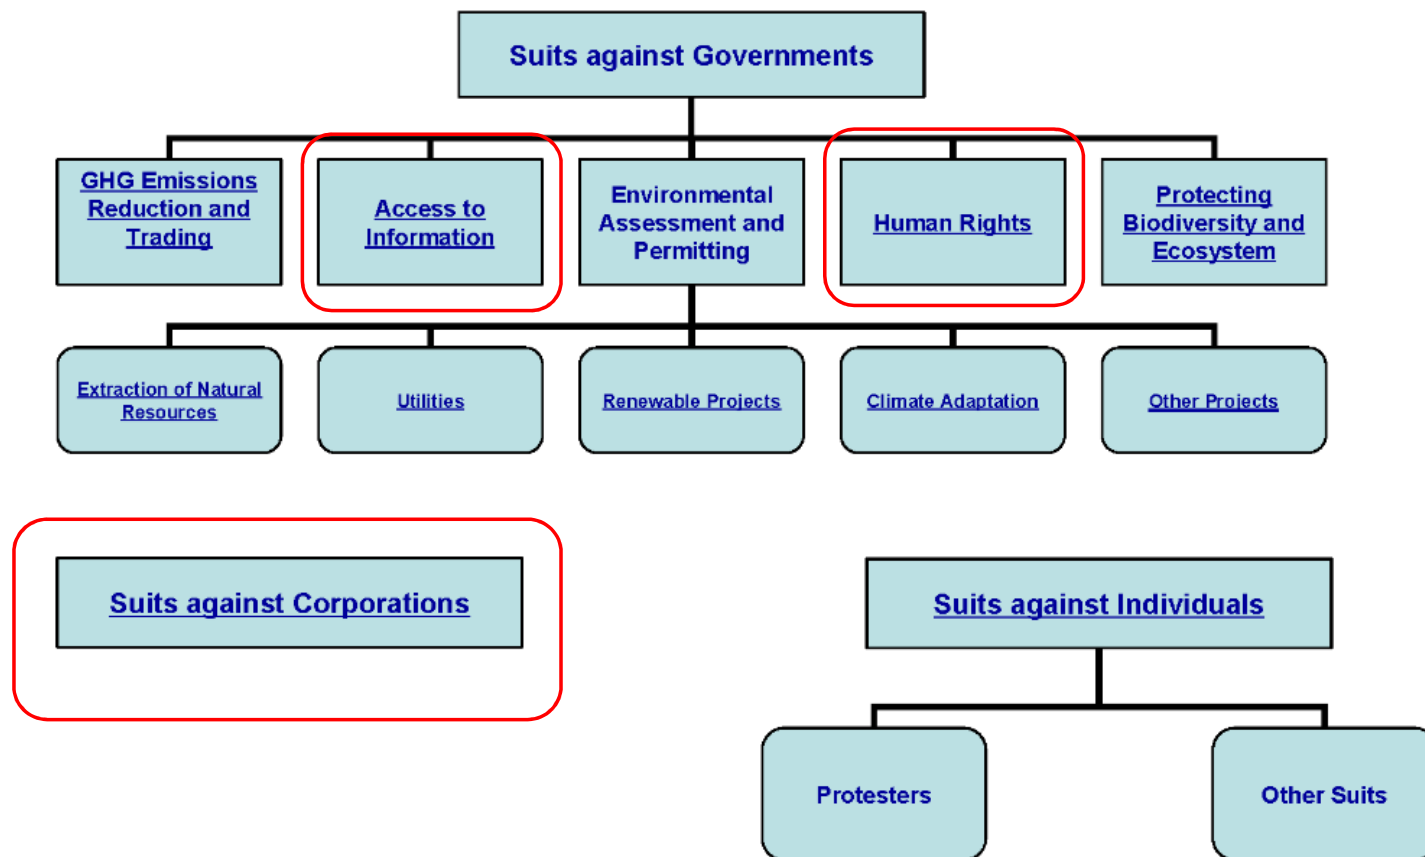 Suits against Governments
GHG Emissions
Reduction and
Trading
Access to
Information
Environmental
Assessment and
Permitting
Human Rights
Protecting
Biodiversity and
Ecosystem
Extraction of Natural
Resources
Utilities
Renewable Projects
Climate Adaptation
Other Projects
Suits against Corporations
Suits against Individuals
Protesters
Other Suits